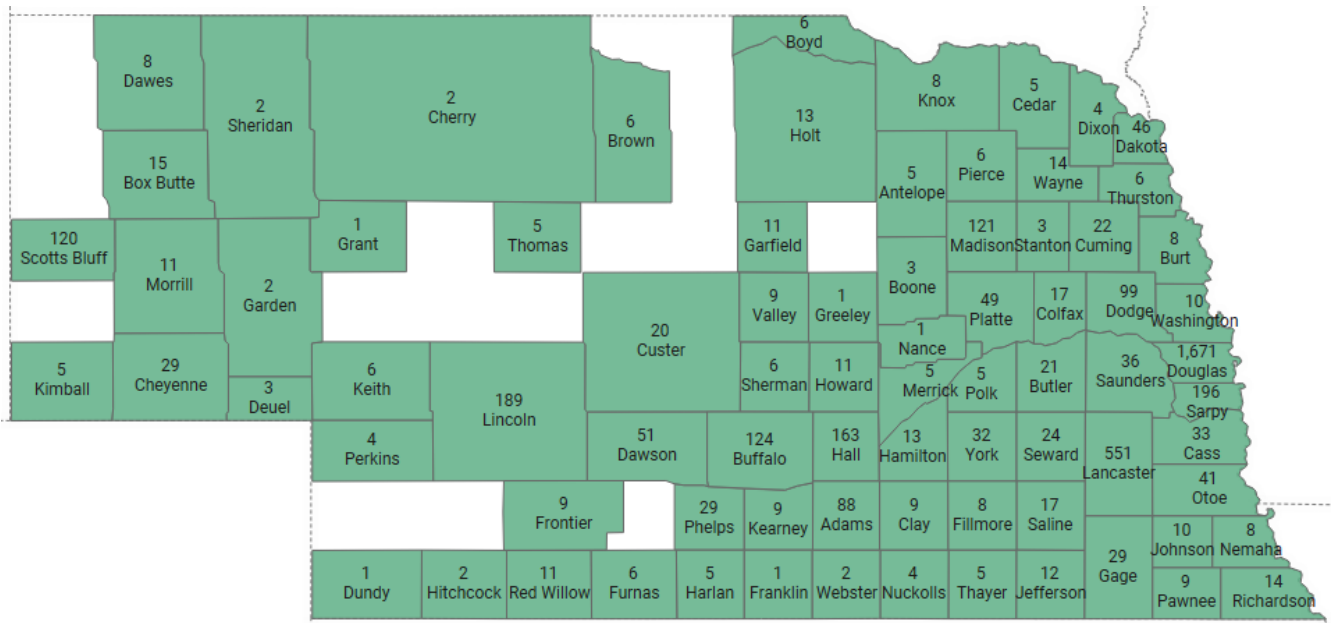 6
Boyd
8
Dawes
2
Sheridan
2
Cherry
6
Brown
13
Holt
8
Knox
5
Cedar
4
Dixon
46
Dakota
15
Box Butte
5
Antelope
6
Pierce
14
Wayne
6
Thurston
120
Scotts Bluff
11
Morrill
2
Garden
1
Grant
5
Thomas
11
Garfield
121
Madison
3
Stanton
22
Cuming
8
Burt
3
Boone
20
Custer
9
Valley
1
Greeley
49
Platte
17
Colfax
99
Dodge
10
Washington
1
Nance
5
Kimball
29
Cheyenne
3
Deuel
6
Keith
189
Lincoln
6
Sherman
11
Howard
5
Merrick
5
Polk
21
Butler
36
Saunders
1,671
Douglas
196
Sarpy
4
Perkins
51
Dawson
124
Buffalo
163
Hall
13
Hamilton
32
York
24
Seward
551
Lancaster
33
Cass
41
Otoe
9
Frontier
29
Phelps
9
Kearney
88
Adams
9
Clay
8
Fillmore
17
Saline
29
Gage
10
Johnson
8
Nemaha
1
Dundy
2
Hitchcock
11
Red Willow
6
Furnas
5
Harlan
1
Franklin
2
Webster
4
Nuckolls
5
Thayer
12
Jefferson
9
Pawnee
14
Richardson